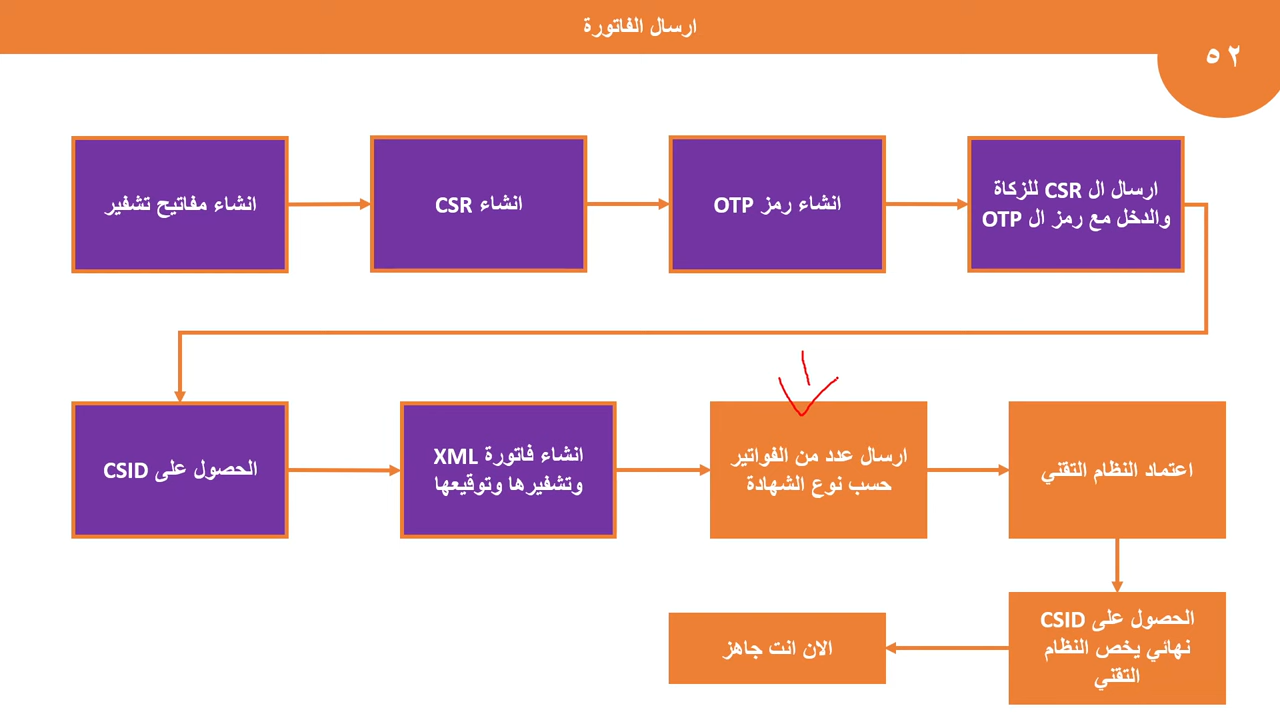 ارسال الفاتورة
٥٢
انشاء مفاتيح تشفير
انشاء CSR
انشاء رمز OTP
ارسال ال CSR للزكاة
والدخل مع رمز ال OTP
الحصول على CSID
انشاء فاتورة XML
وتشفيرها وتوقيعها
ارسال عدد من الفواتير
حسب نوع الشهادة
اعتماد النظام التقني
الحصول على CSID
نهائي يخص النظام
التقني
الان انت جاهز